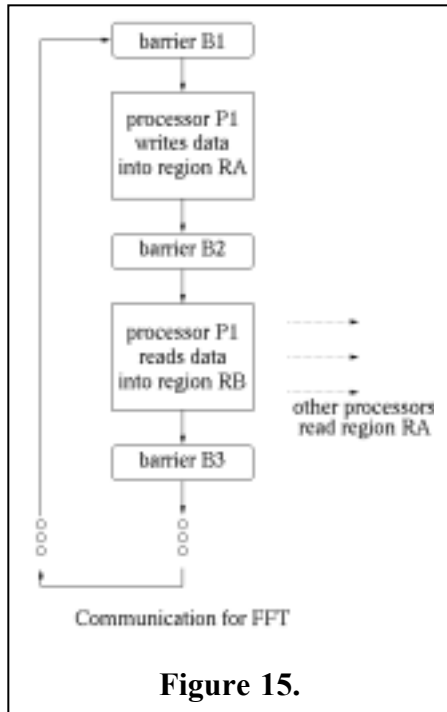 barrier B1
processor P1
writes data
into region RA
barrier B2
processor P1
reads data
into region RB
other processors
read region RA
barrier B3
Communication for FFT
Figure 15.